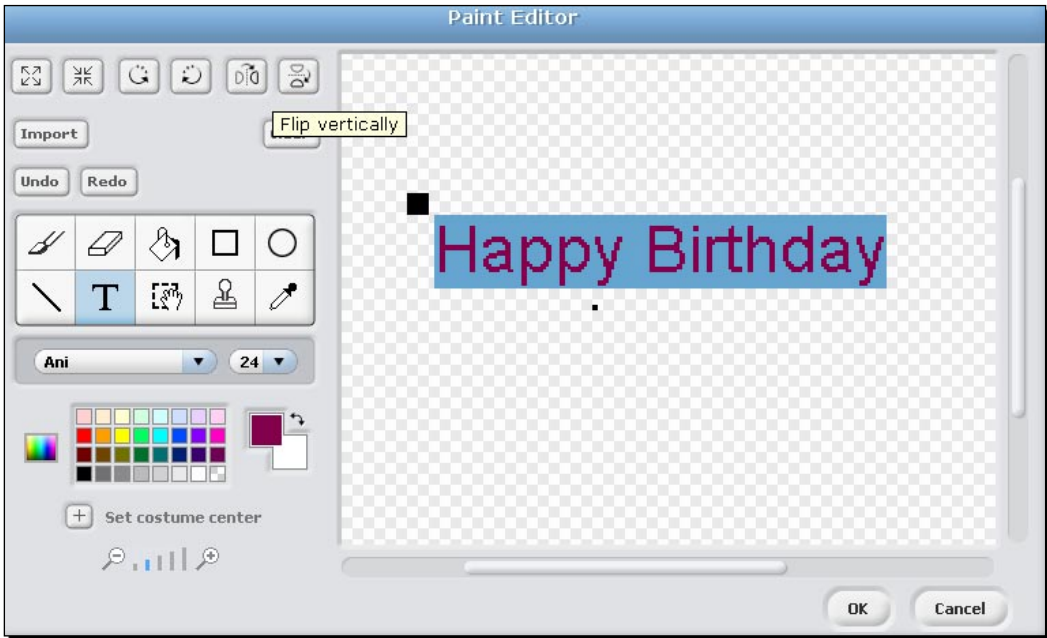 Paint Editor
Import
Flip vertically
Undo Redo
Happy Birthday
T
Ani 24
Set costume center
OK Cancel